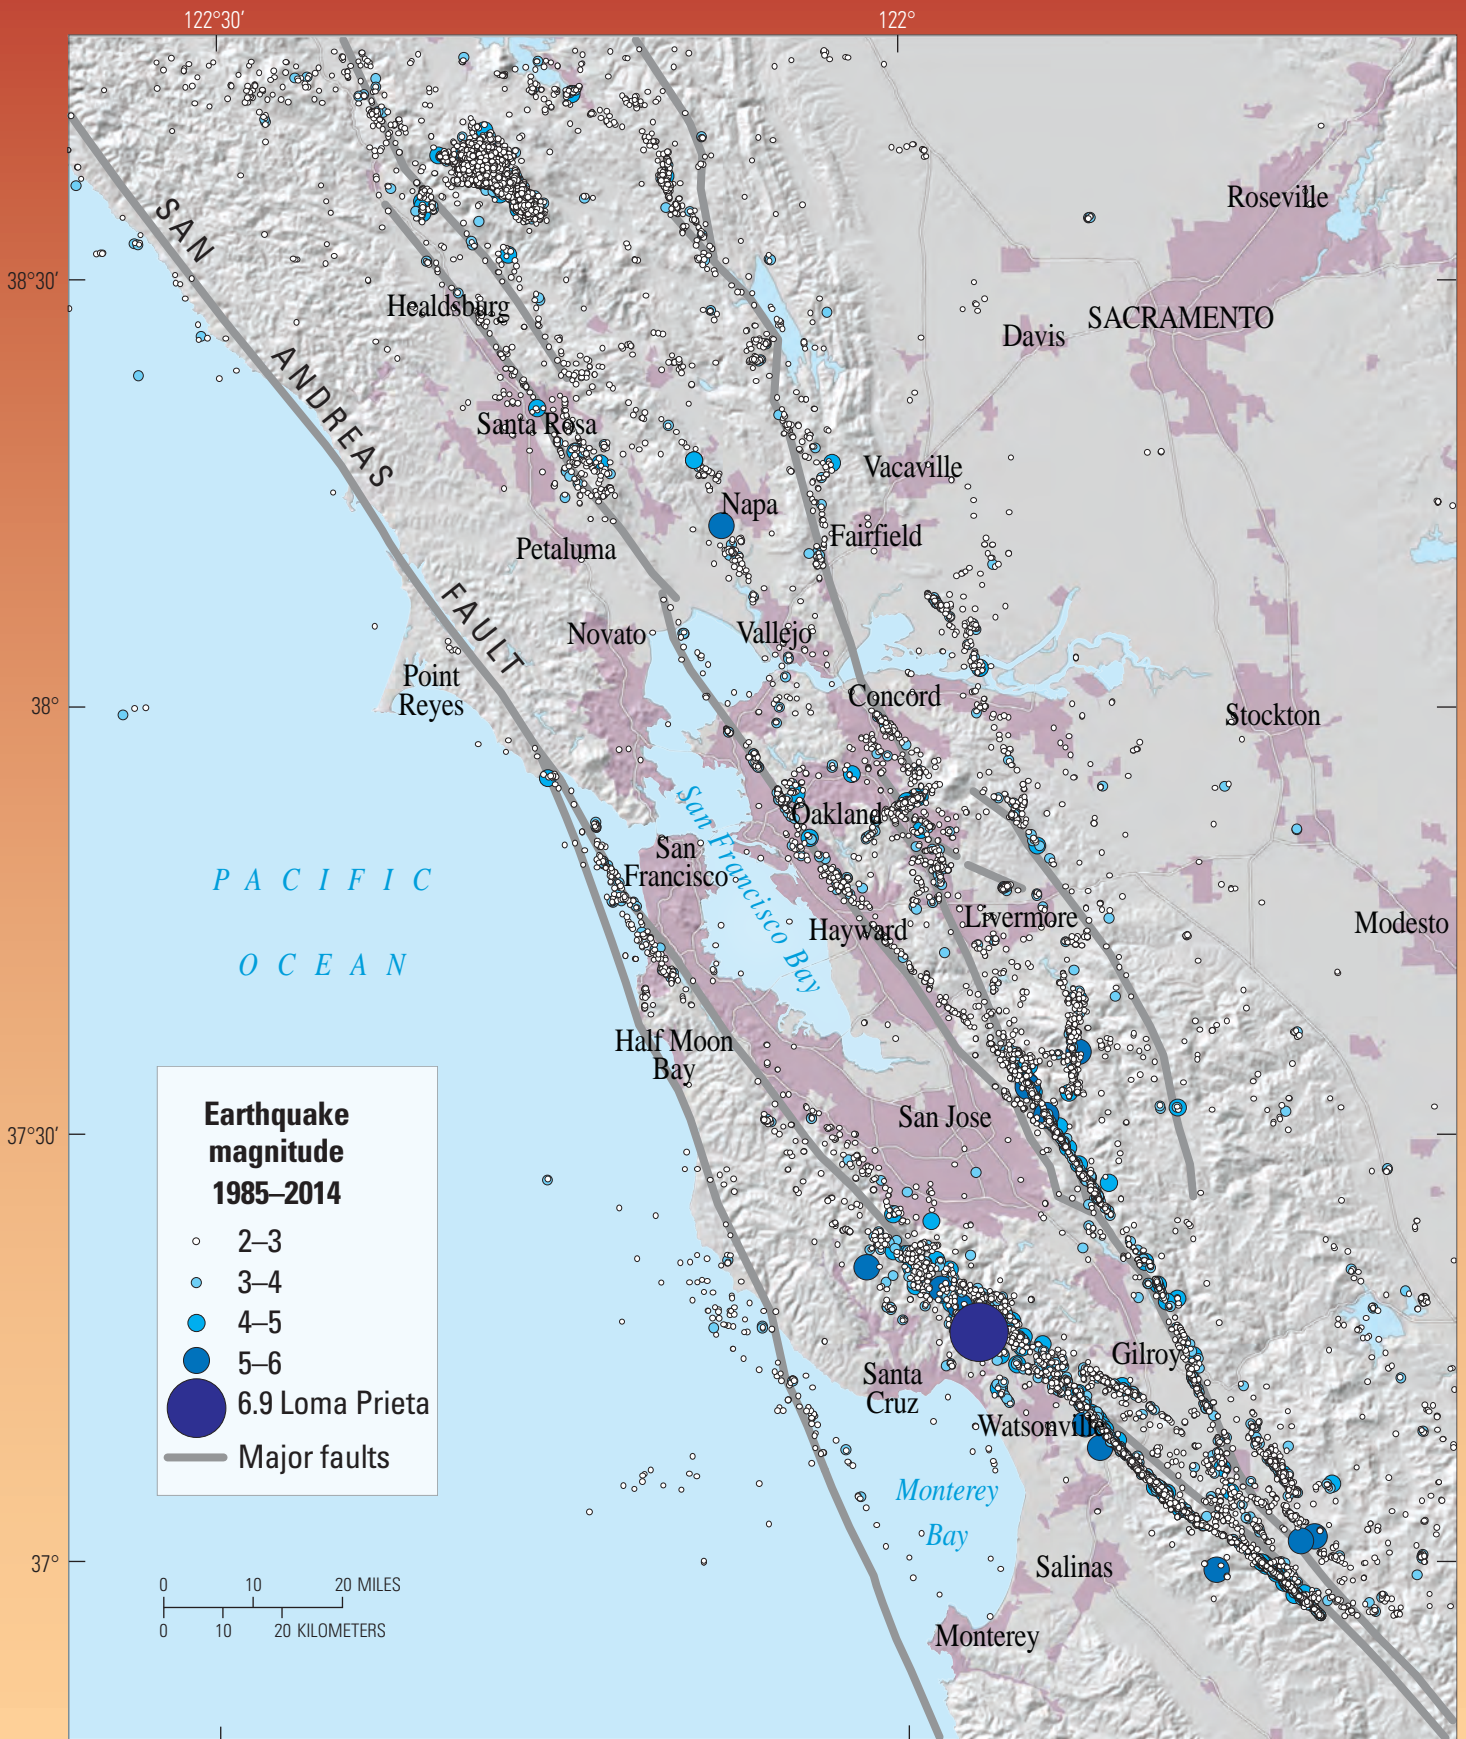 122°30′
122°
38°30′
38°
37°30′
37°
SAN
ANDREAS
FAULT
Roseville
SACRAMENTO
Davis
Healdsburg
Santa Rosa
Vacaville
Napa
Fairfield
Petaluma
Novato
Vallejo
Point
Reyes
Concord
Stockton
Oakland
San Francisco Bay
San
Francisco
PACIFIC
OCEAN
Hayward
Livermore
Modesto
Half Moon
Bay
San Jose
Gilroy
Santa
Cruz
Watsonville
Monterey
Bay
Salinas
Monterey
Earthquake
magnitude
1985–2014
2–3
3–4
4–5
5–6
6.9 Loma Prieta
Major faults
0 10 20 MILES
0 10 20 KILOMETERS